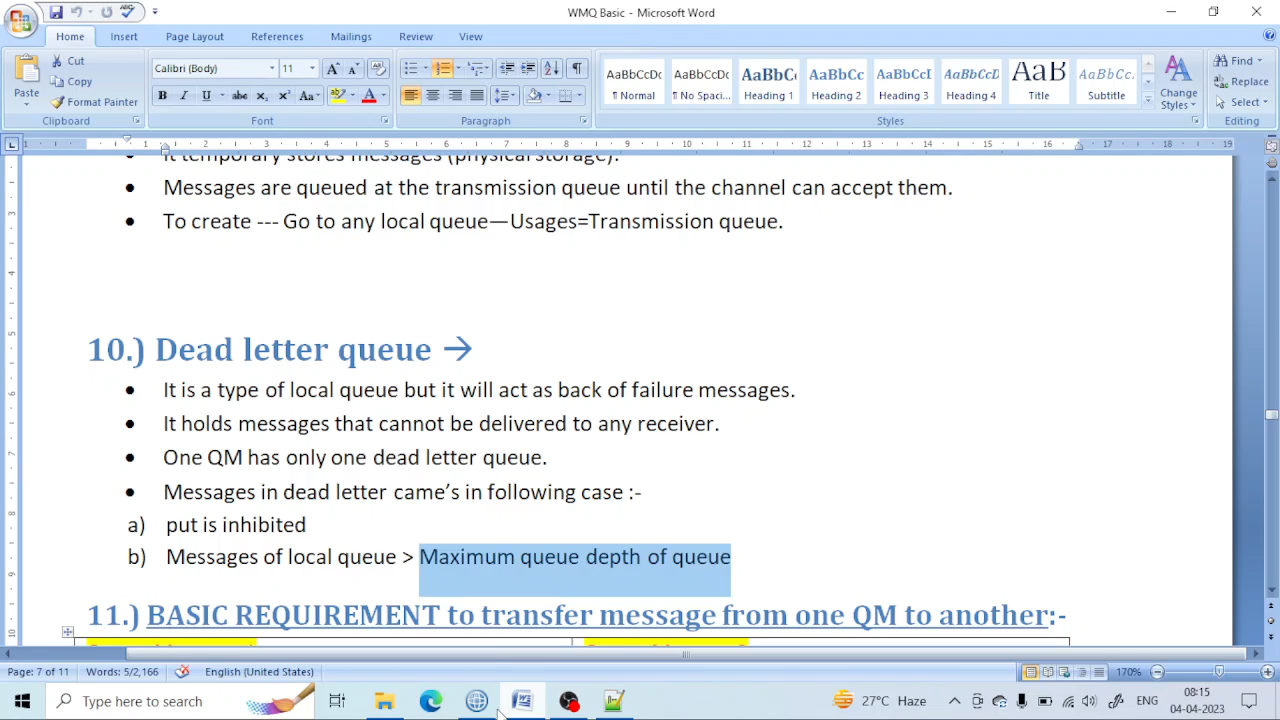 WMQ Basic - Microsoft Word
Home Insert Page Layout References Mailings Review View
Paste
Cut
Copy
Format Painter
Clipboard
Calibri (Body) 11
Font
Paragraph
AaBbCcDc AaBbCcDc AaBbC AaBbCc AaBbCcI AaBbCcD AaB AaBbCc.
¶ Normal ¶ No Spaci... Heading 1 Heading 2 Heading 3 Heading 4 Title Subtitle
Change Styles
Styles
Find
Replace
Select
Editing
It temporary stores messages (physical storage).
• Messages are queued at the transmission queue until the channel can accept them.
• To create --- Go to any local queue—Usages=Transmission queue.
10.) Dead letter queue →
• It is a type of local queue but it will act as back of failure messages.
• It holds messages that cannot be delivered to any receiver.
• One QM has only one dead letter queue.
• Messages in dead letter came’s in following case :-
a) put is inhibited
b) Messages of local queue > Maximum queue depth of queue
11.) BASIC REQUIREMENT to transfer message from one QM to another:-
Page: 7 of 11 Words: 5/2,166 English (United States) 170%
Type here to search
27°C Haze ENG 08:15
04-04-2023